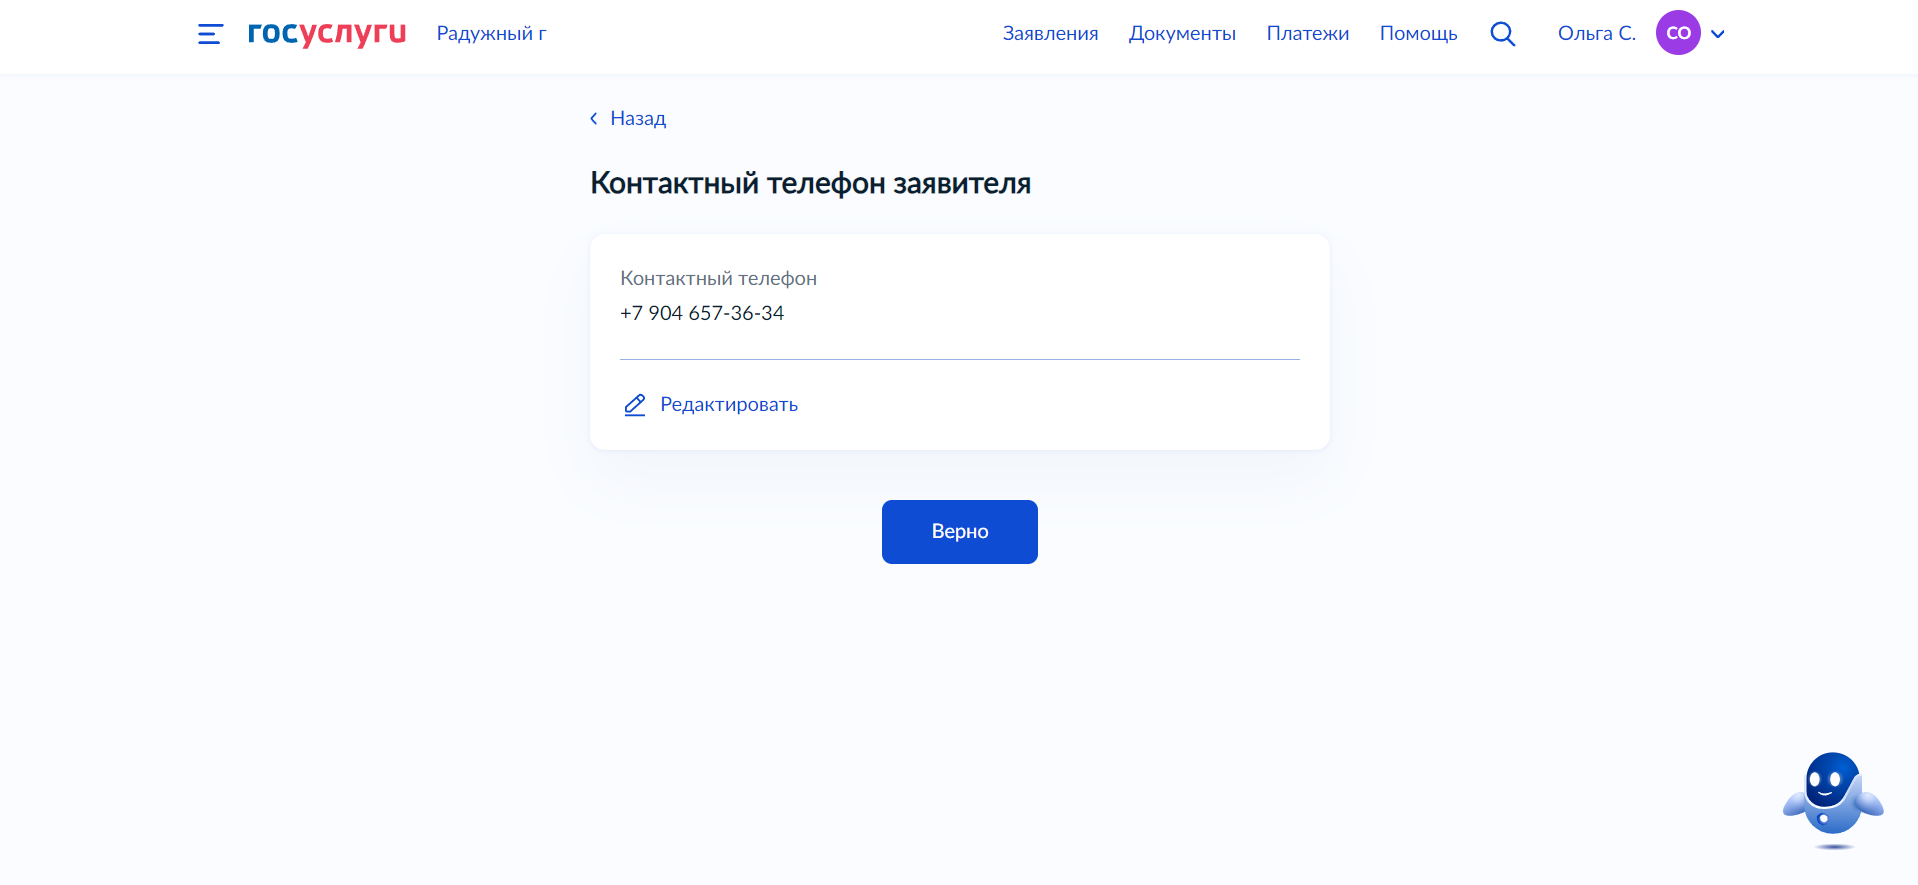 госуслуги Радужный г Заявления Документы Платежи Помощь Ольга С. СО
Назад
Контактный телефон заявителя
Контактный телефон
+7 904 657-36-34
Редактировать
Верно